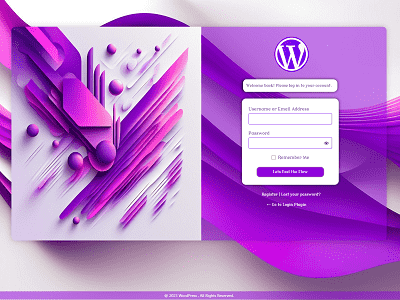 Welcome back! Please log in to your account.
Username or Email Address
Password
Remember Me
Lets Feel the Flow
Register | Lost your password?
← Go to Login Plugin
© 2023 WordPress , All Rights Reserved.